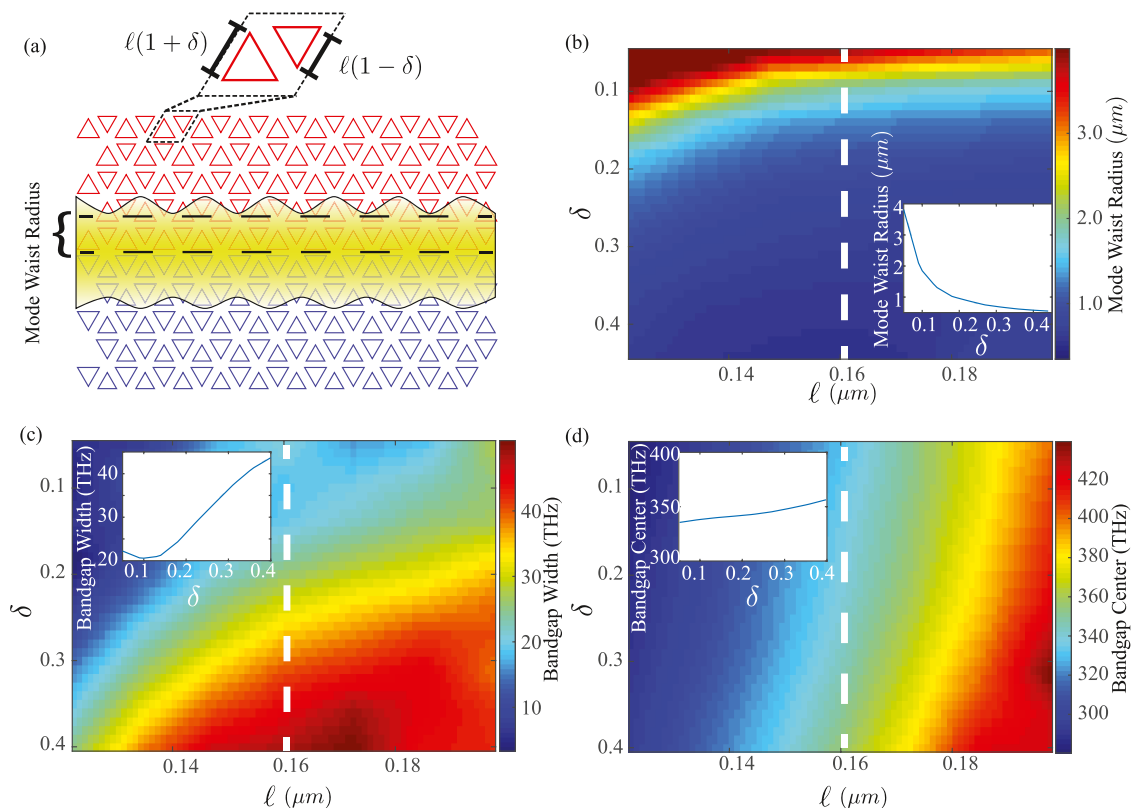 (a)
ℓ(1 + δ)
ℓ(1 − δ)
Mode Waist Radius
{
(b)
0.1
0.2
0.3
0.4
δ
0.14
0.16
0.18
ℓ (μm)
Mode Waist Radius (μm)
4
3
2
1
0.1
0.2
0.3
0.4
δ
3.0
2.0
1.0
Mode Waist Radius (μm)
(c)
0.1
0.2
0.3
0.4
δ
0.14
0.16
0.18
ℓ (μm)
Bandgap Width (THz)
40
30
20
0.1
0.2
0.3
0.4
δ
40
30
20
10
Bandgap Width (THz)
(d)
0.1
0.2
0.3
0.4
δ
0.14
0.16
0.18
ℓ (μm)
Bandgap Center (THz)
400
350
300
0.1
0.2
0.3
0.4
δ
420
400
380
360
340
320
300
Bandgap Center (THz)